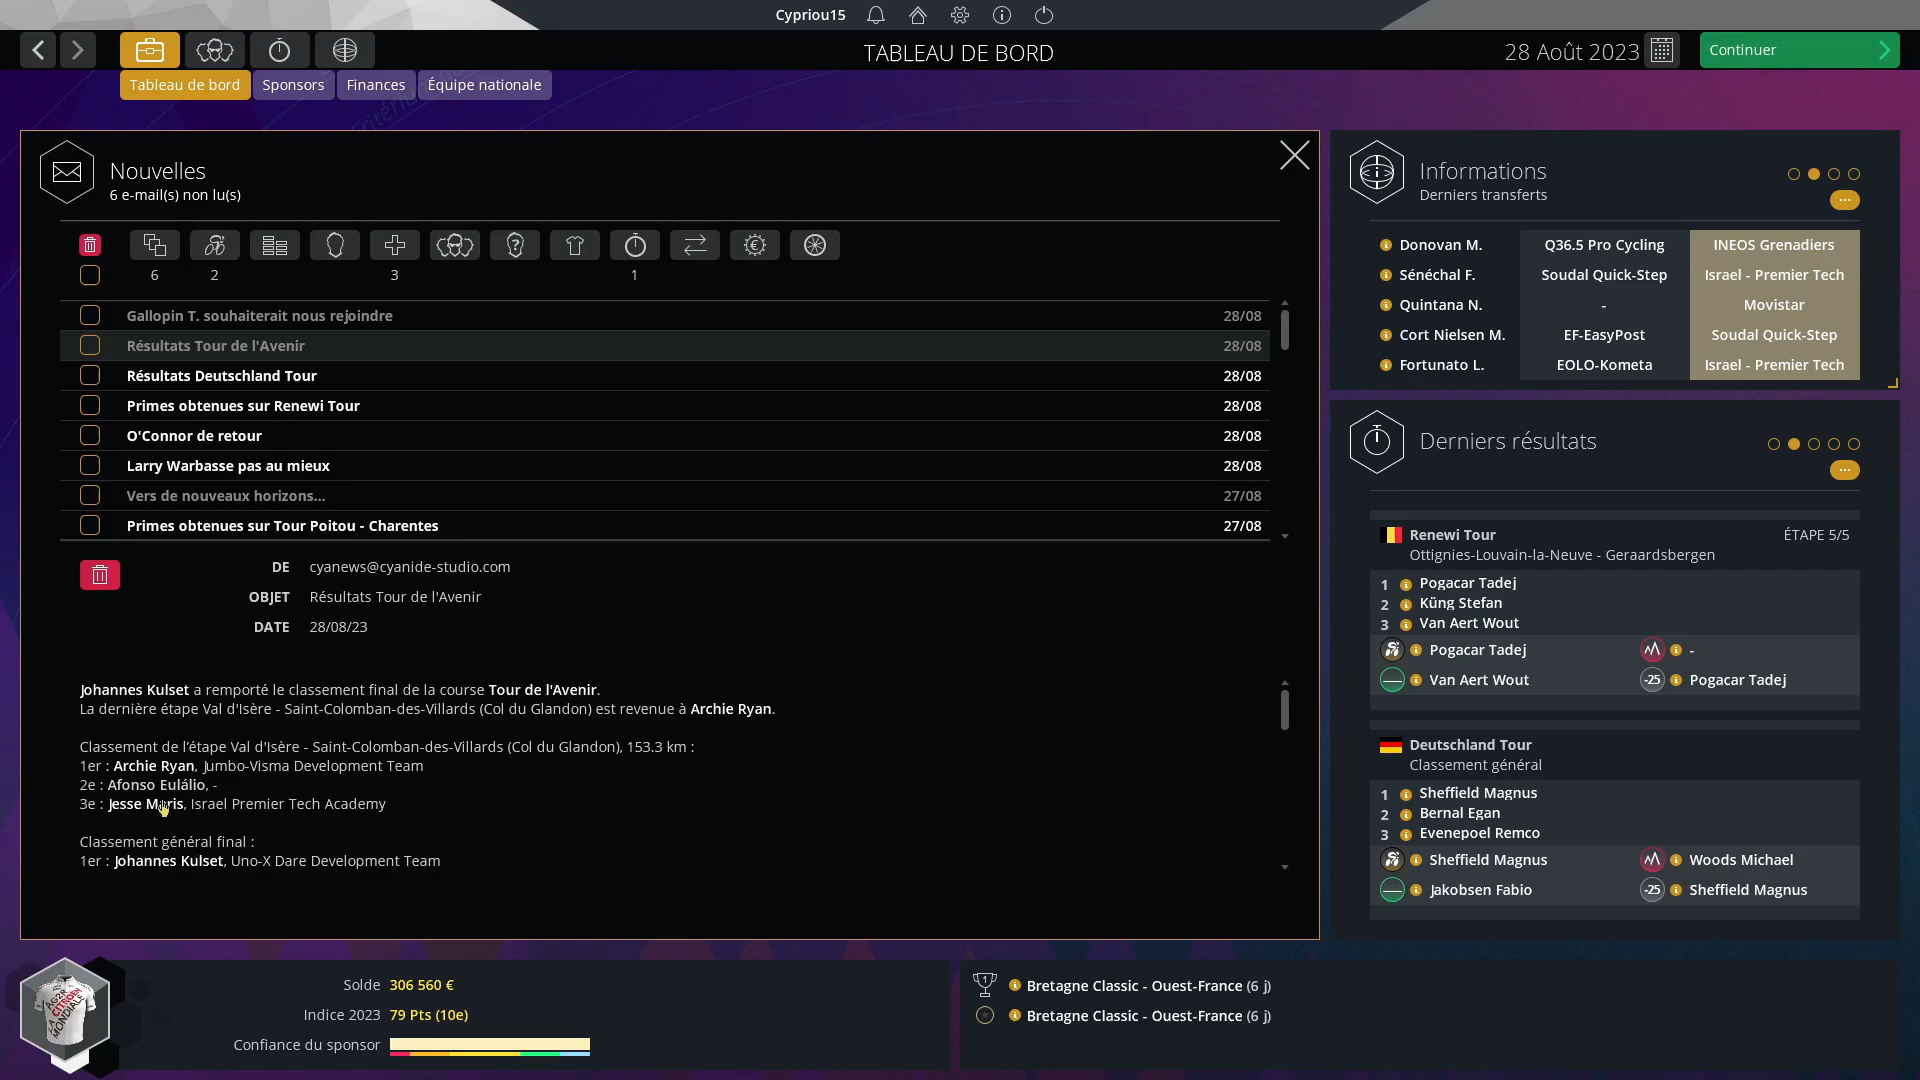 Cypriou15
TABLEAU DE BORD
28 Août 2023
Continuer
Tableau de bord
Sponsors
Finances
Équipe nationale
Nouvelles
6 e-mail(s) non lu(s)
6
2
3
1
Gallopin T. souhaiterait nous rejoindre 28/08
Résultats Tour de l'Avenir 28/08
Résultats Deutschland Tour 28/08
Primes obtenues sur Renewi Tour 28/08
O'Connor de retour 28/08
Larry Warbasse pas au mieux 28/08
Vers de nouveaux horizons... 27/08
Primes obtenues sur Tour Poitou - Charentes 27/08
DE cyanews@cyanide-studio.com
OBJET Résultats Tour de l'Avenir
DATE 28/08/23
Johannes Kulset a remporté le classement final de la course Tour de l'Avenir.
La dernière étape Val d'Isère - Saint-Colomban-des-Villards (Col du Glandon) est revenue à Archie Ryan.
Classement de l'étape Val d'Isère - Saint-Colomban-des-Villards (Col du Glandon), 153.3 km :
1er : Archie Ryan, Jumbo-Visma Development Team
2e : Afonso Eulálio, -
3e : Jesse Maris, Israel Premier Tech Academy
Classement général final :
1er : Johannes Kulset, Uno-X Dare Development Team
Informations
Derniers transferts
...
Donovan M. Q36.5 Pro Cycling INEOS Grenadiers
Sénéchal F. Soudal Quick-Step Israel - Premier Tech
Quintana N. - Movistar
Cort Nielsen M. EF-EasyPost Soudal Quick-Step
Fortunato L. EOLO-Kometa Israel - Premier Tech
Derniers résultats
...
Renewi Tour ÉTAPE 5/5
Ottignies-Louvain-la-Neuve - Geraardsbergen
1 Pogacar Tadej
2 Küng Stefan
3 Van Aert Wout
Pogacar Tadej -
Van Aert Wout -25 Pogacar Tadej
Deutschland Tour
Classement général
1 Sheffield Magnus
2 Bernal Egan
3 Evenepoel Remco
Sheffield Magnus Woods Michael
Jakobsen Fabio -25 Sheffield Magnus
AG2R
CITROËN
LA MONDIALE
Solde 306 560 €
Indice 2023 79 Pts (10e)
Confiance du sponsor
1 Bretagne Classic - Ouest-France (6 j)
Bretagne Classic - Ouest-France (6 j)